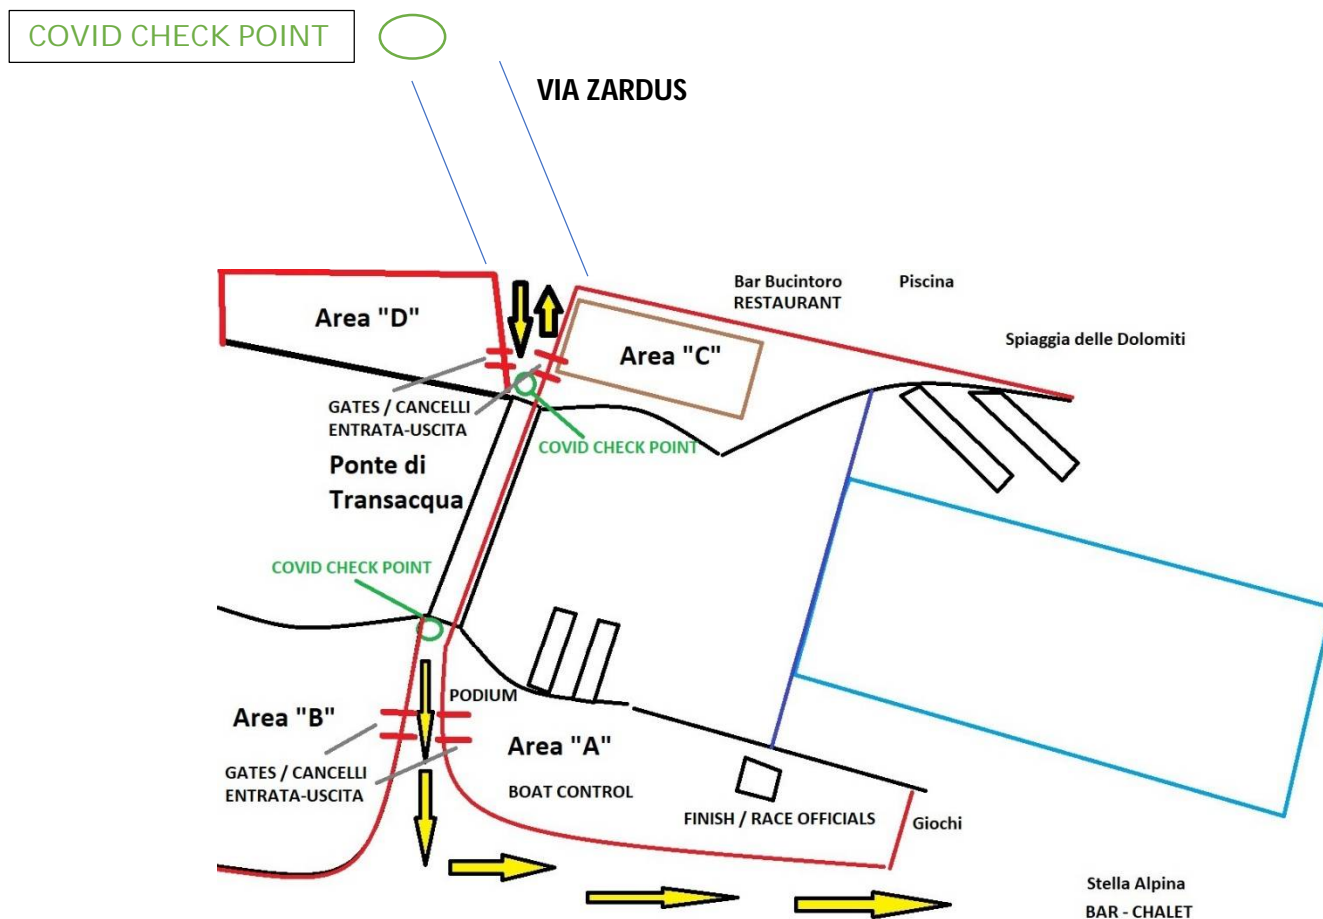 COVID CHECK POINT
VIA ZARDUS
Bar Bucintoro
RESTAURANT
Piscina
Spiaggia delle Dolomiti
Area "D"
Area "C"
GATES / CANCELLI
ENTRATA-USCITA
COVID CHECK POINT
Ponte di
Transacqua
COVID CHECK POINT
PODIUM
Area "B"
Area "A"
GATES / CANCELLI
ENTRATA-USCITA
BOAT CONTROL
FINISH / RACE OFFICIALS
Giochi
Stella Alpina
BAR - CHALET